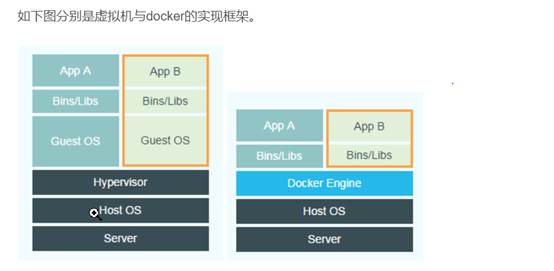 如下图分别是虚拟机与docker的实现框架。
App A
App B
Bins/Libs
Bins/Libs
Guest OS
Guest OS
Hypervisor
Host OS
Server
App A
App B
Bins/Libs
Bins/Libs
Docker Engine
Host OS
Server